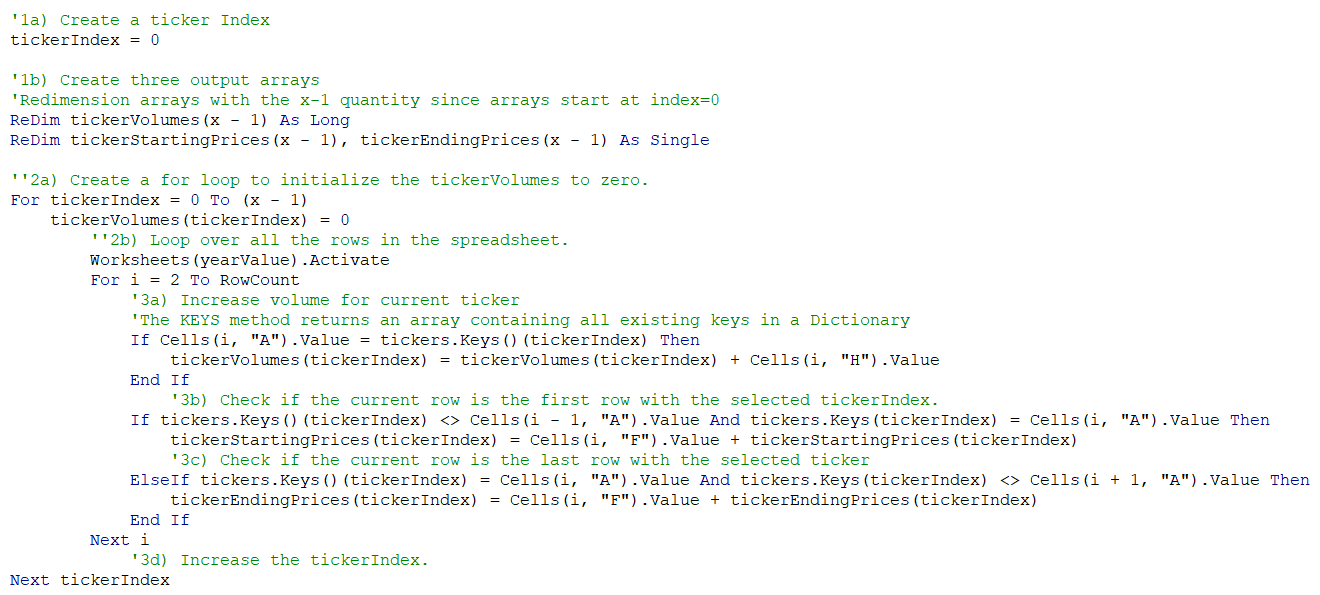 '1a) Create a ticker Index
tickerIndex = 0
'1b) Create three output arrays
'Redimension arrays with the x-1 quantity since arrays start at index=0
ReDim tickerVolumes(x - 1) As Long
ReDim tickerStartingPrices(x - 1), tickerEndingPrices(x - 1) As Single
''2a) Create a for loop to initialize the tickerVolumes to zero.
For tickerIndex = 0 To (x - 1)
    tickerVolumes(tickerIndex) = 0
        ''2b) Loop over all the rows in the spreadsheet.
        Worksheets(yearValue).Activate
        For i = 2 To RowCount
            '3a) Increase volume for current ticker
            'The KEYS method returns an array containing all existing keys in a Dictionary
            If Cells(i, "A").Value = tickers.Keys()(tickerIndex) Then
                tickerVolumes(tickerIndex) = tickerVolumes(tickerIndex) + Cells(i, "H").Value
            End If
                '3b) Check if the current row is the first row with the selected tickerIndex.
            If tickers.Keys()(tickerIndex) <> Cells(i - 1, "A").Value And tickers.Keys(tickerIndex) = Cells(i, "A").Value Then
                tickerStartingPrices(tickerIndex) = Cells(i, "F").Value + tickerStartingPrices(tickerIndex)
                '3c) Check if the current row is the last row with the selected ticker
            ElseIf tickers.Keys()(tickerIndex) = Cells(i, "A").Value And tickers.Keys(tickerIndex) <> Cells(i + 1, "A").Value Then
                tickerEndingPrices(tickerIndex) = Cells(i, "F").Value + tickerEndingPrices(tickerIndex)
            End If
        Next i
            '3d) Increase the tickerIndex.
Next tickerIndex